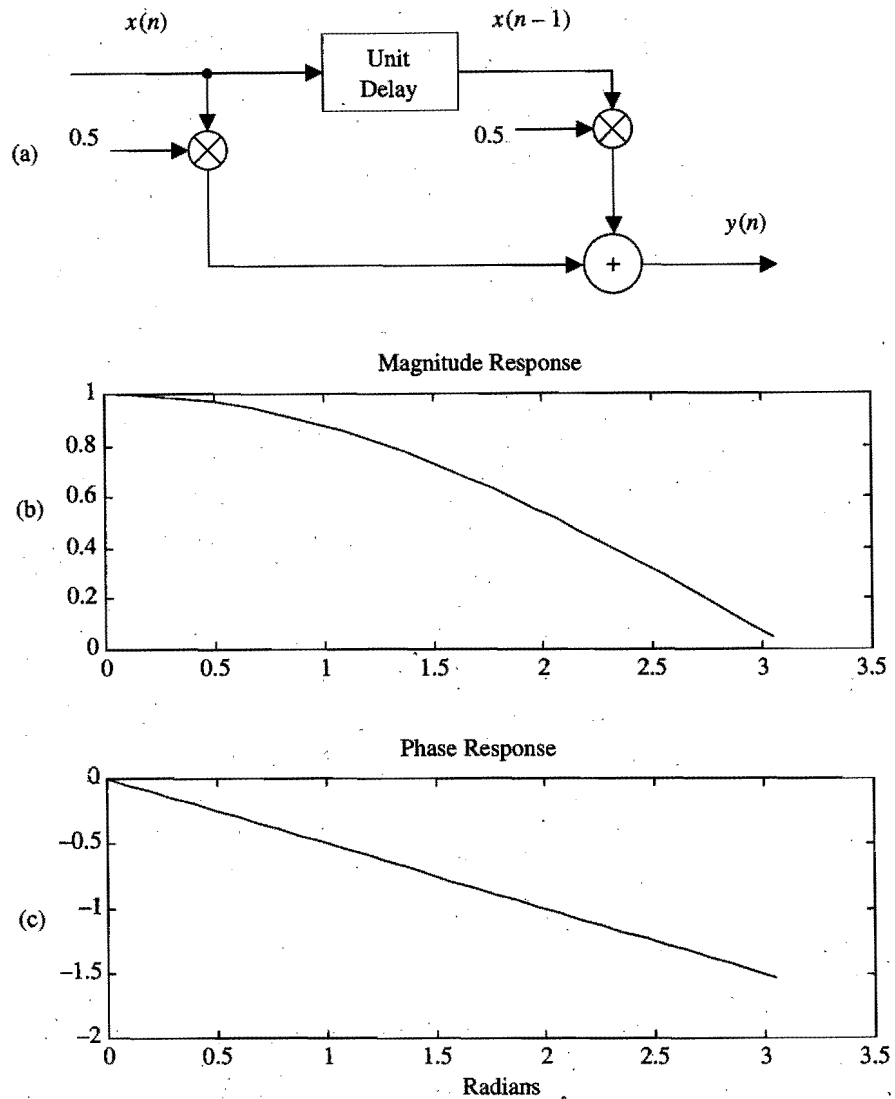 x(n)
x(n – 1)
Unit
Delay
0.5
0.5
(a)
y(n)
+
Magnitude Response
1
0.8
0.6
(b)
0.4
0.2
0
0
0.5
1
1.5
2
2.5
3
3.5
Phase Response
0
–0.5
(c)
–1
–1.5
–2
0
0.5
1
1.5
2
2.5
3
3.5
Radians